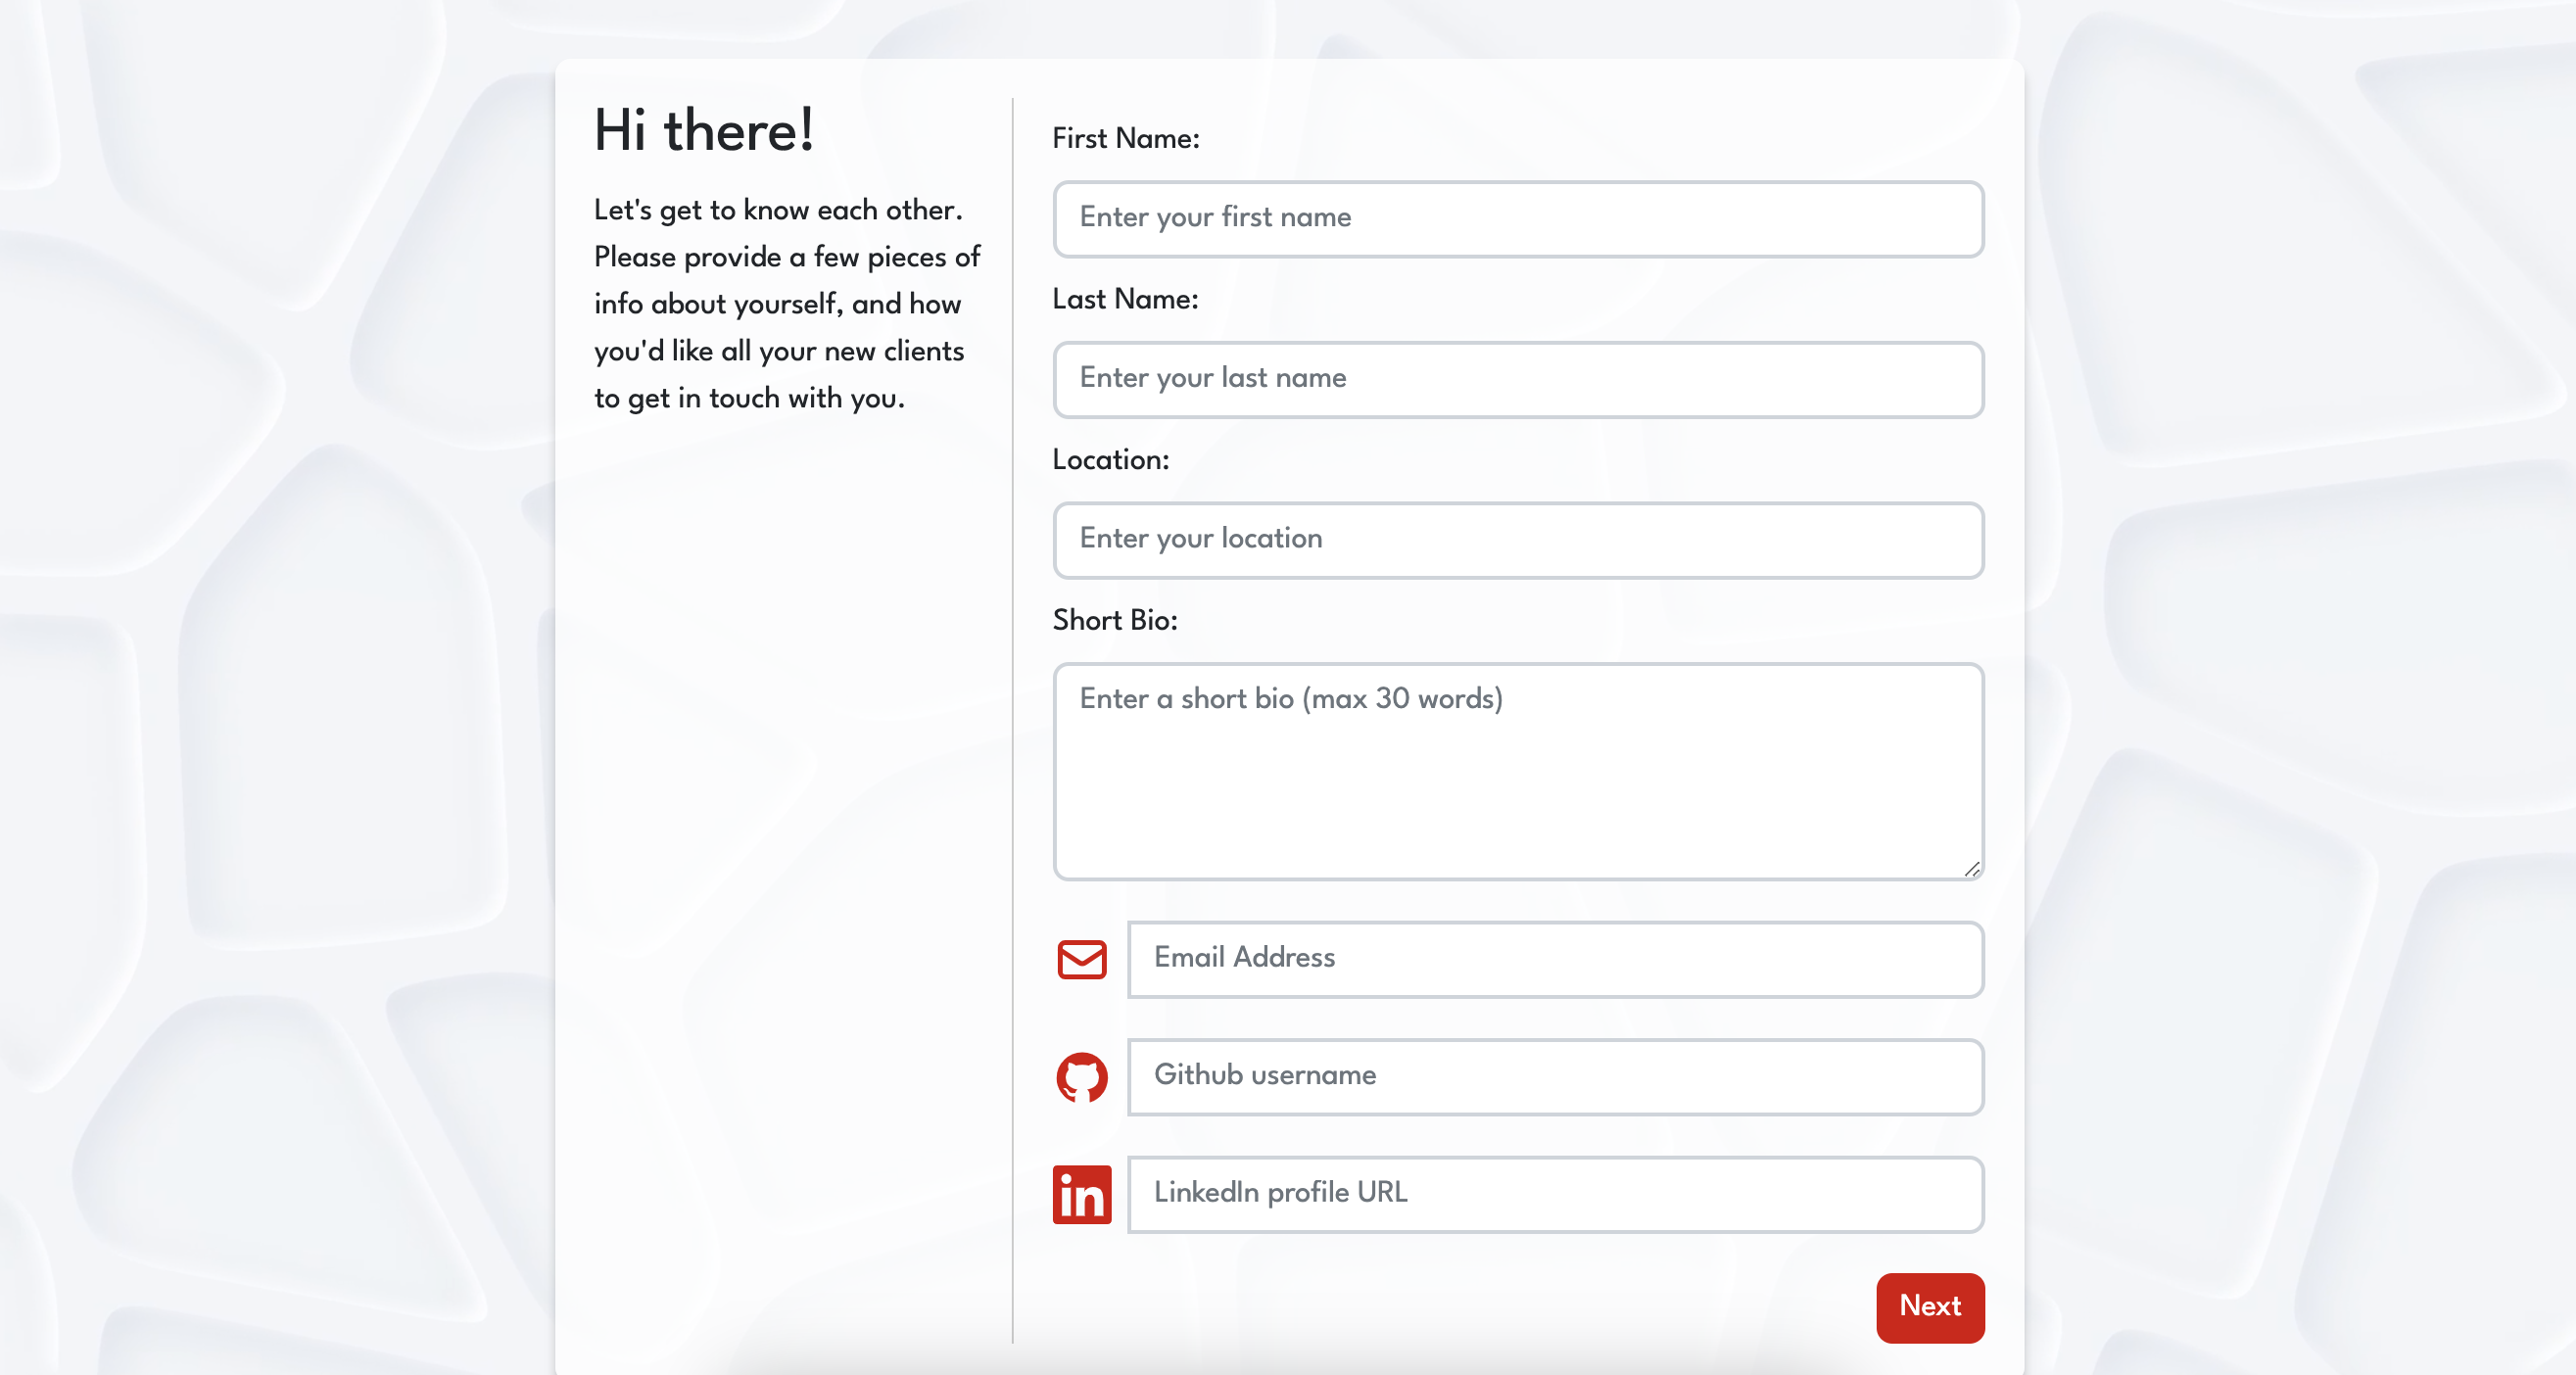 Hi there!
Let's get to know each other.
Please provide a few pieces of
info about yourself, and how
you'd like all your new clients
to get in touch with you.
First Name:
Enter your first name
Last Name:
Enter your last name
Location:
Enter your location
Short Bio:
Enter a short bio (max 30 words)
Email Address
Github username
in
LinkedIn profile URL
Next